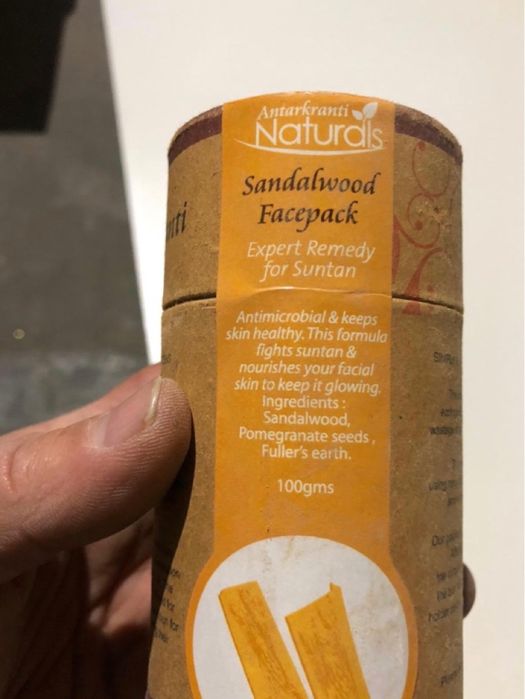 Antarkranti
Naturals
Sandalwood
Facepack
Expert Remedy
for Suntan
Antimicrobial & keeps
skin healthy. This formula
fights suntan &
nourishes your facial
skin to keep it glowing.
Ingredients :
Sandalwood,
Pomegranate seeds ,
Fuller's earth.
100gms